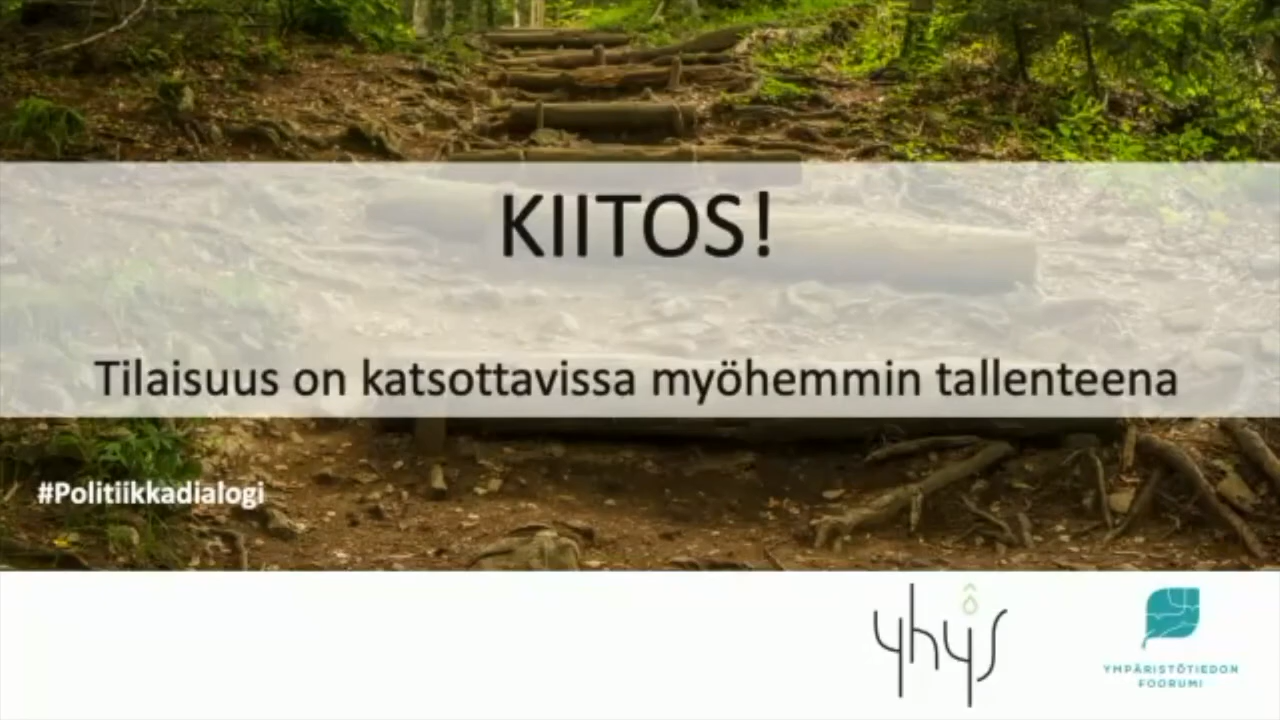 KIITOS!
Tilaisuus on katsottavissa myöhemmin tallenteena
#Politiikkadialogi
yhys
YMPÄRISTÖTIEDON
FOORUMI